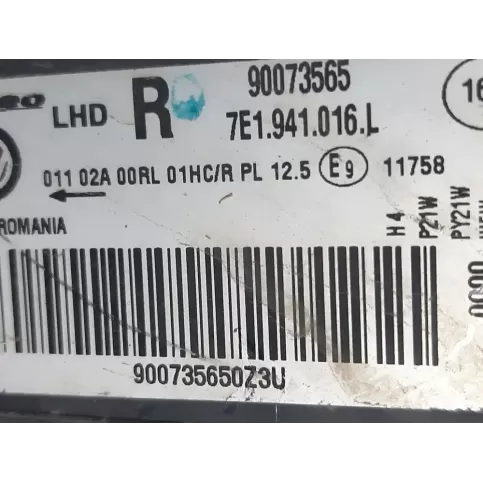 LHD R 90073565
7E1.941.016.L
16
011 02A 00RL 01HC/R PL 12.5 E9 11758
ROMANIA
H4
P21W
PY21W
900735650Z3U